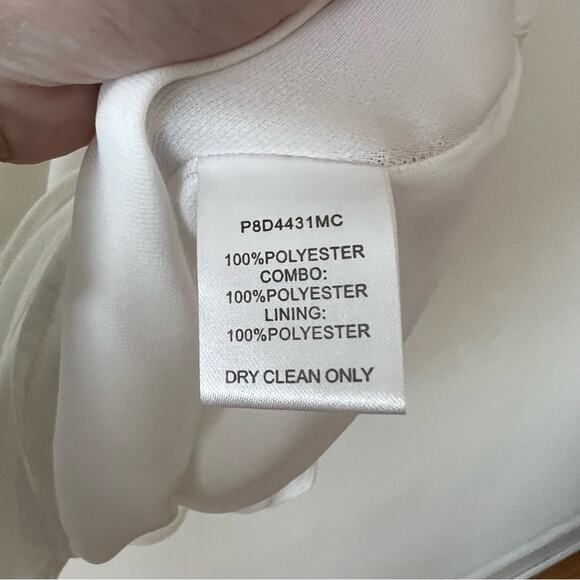 P8D4431MC
100%POLYESTER
COMBO:
100%POLYESTER
LINING:
100%POLYESTER
DRY CLEAN ONLY